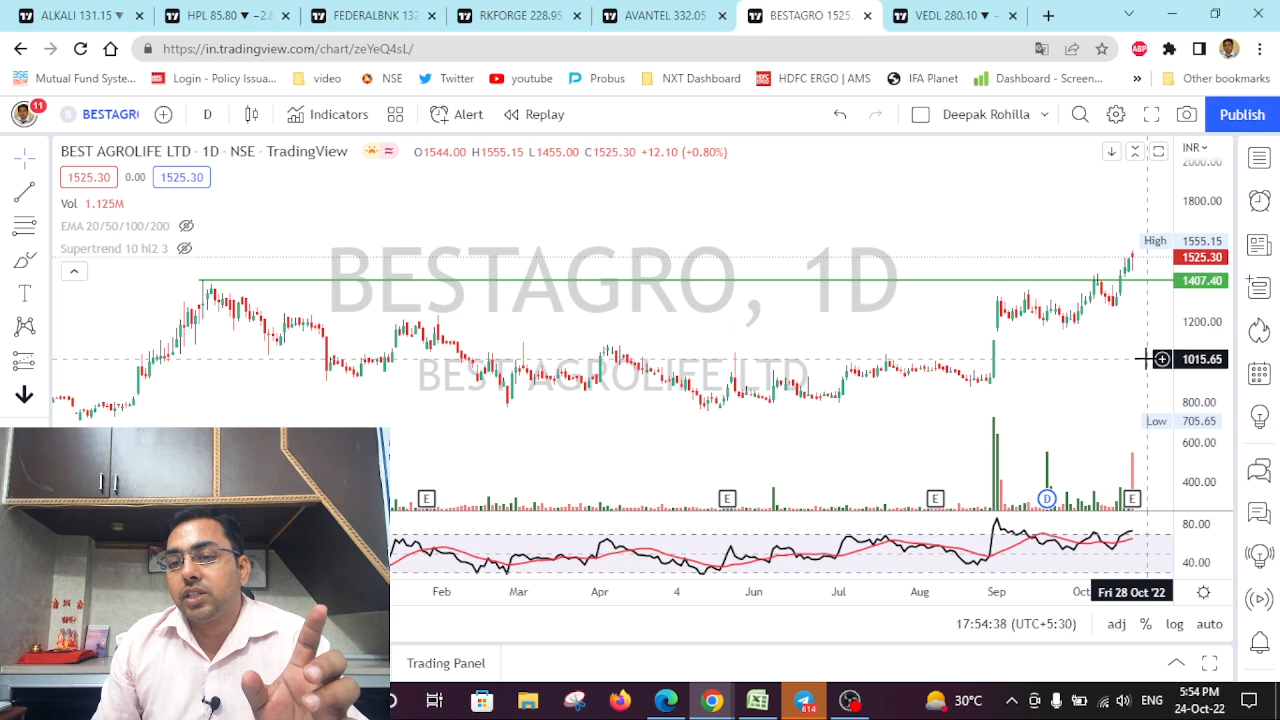 ALKALI 131.15 ▼
HPL 85.80 ▼ −2.8
FEDERALBNK 132
RKFORGE 228.95
AVANTEL 332.05
BESTAGRO 1525.
VEDL 280.10 ▼ −
https://in.tradingview.com/chart/zeYeQ4sL/
Mutual Fund Syste...
Login - Policy Issua...
video
NSE
Twitter
youtube
Probus
NXT Dashboard
HDFC ERGO | AMS
IFA Planet
Dashboard - Screen...
Other bookmarks
11
BESTAGR
D
Indicators
Alert
Replay
Deepak Rohilla
Publish
BEST AGROLIFE LTD · 1D · NSE · TradingView
O1544.00 H1555.15 L1455.00 C1525.30 +12.10 (+0.80%)
INR
2000.00
1525.30 0.00 1525.30
Vol 1.125M
1800.00
EMA 20/50/100/200
Supertrend 10 hl2 3
High 1555.15
1525.30
1407.40
BESTAGRO, 1D
BEST AGROLIFE LTD
1200.00
1015.65
800.00
Low 705.65
600.00
400.00
E
E
E
D
E
80.00
40.00
Feb
Mar
Apr
4
Jun
Jul
Aug
Sep
Oct
Fri 28 Oct '22
17:54:38 (UTC+5:30)
adj
%
log
auto
Trading Panel
614
30°C
5:54 PM
24-Oct-22